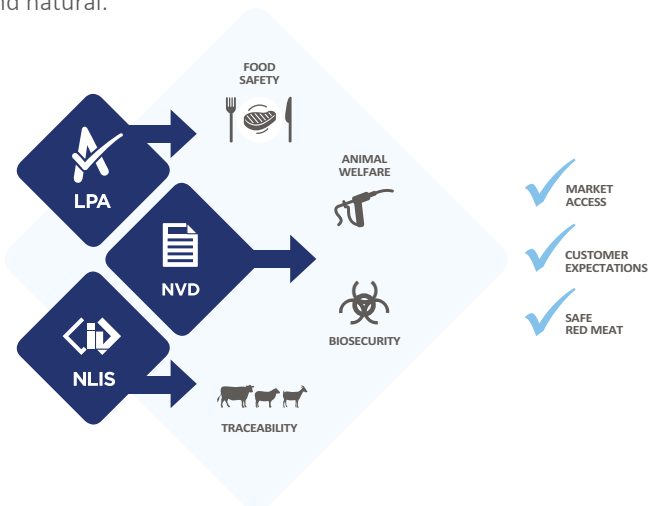 nd natural.
FOOD
SAFETY
LPA
ANIMAL
WELFARE
MARKET
ACCESS
NVD
CUSTOMER
EXPECTATIONS
BIOSECURITY
SAFE
RED MEAT
NLIS
TRACEABILITY